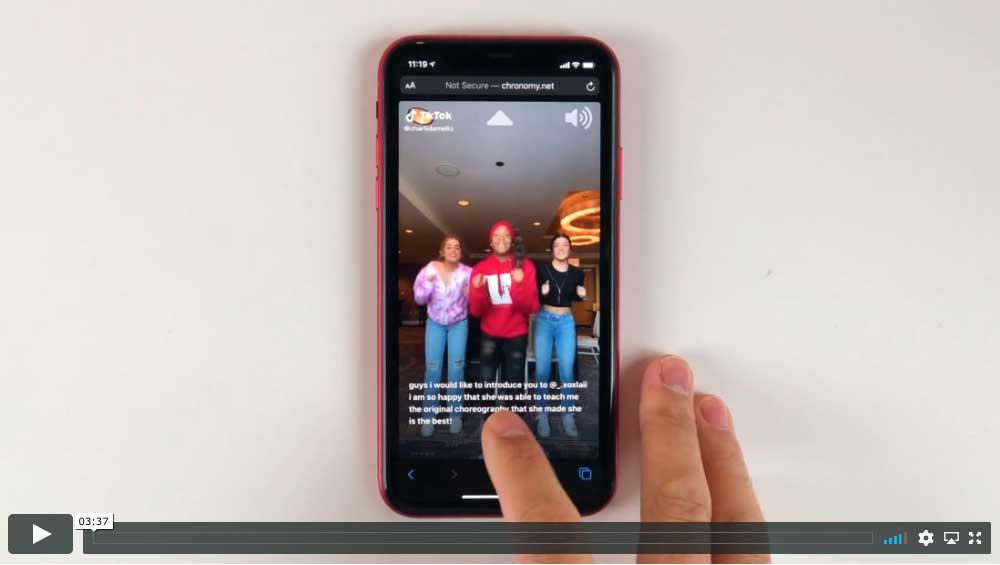 11:19
AA Not Secure — chronomy.net
TikTok
@charlidamelio
U
guys i would like to introduce you to @_.xoxlaii
i am so happy that she was able to teach me
the original choreography that she made she
is the best!
03:37